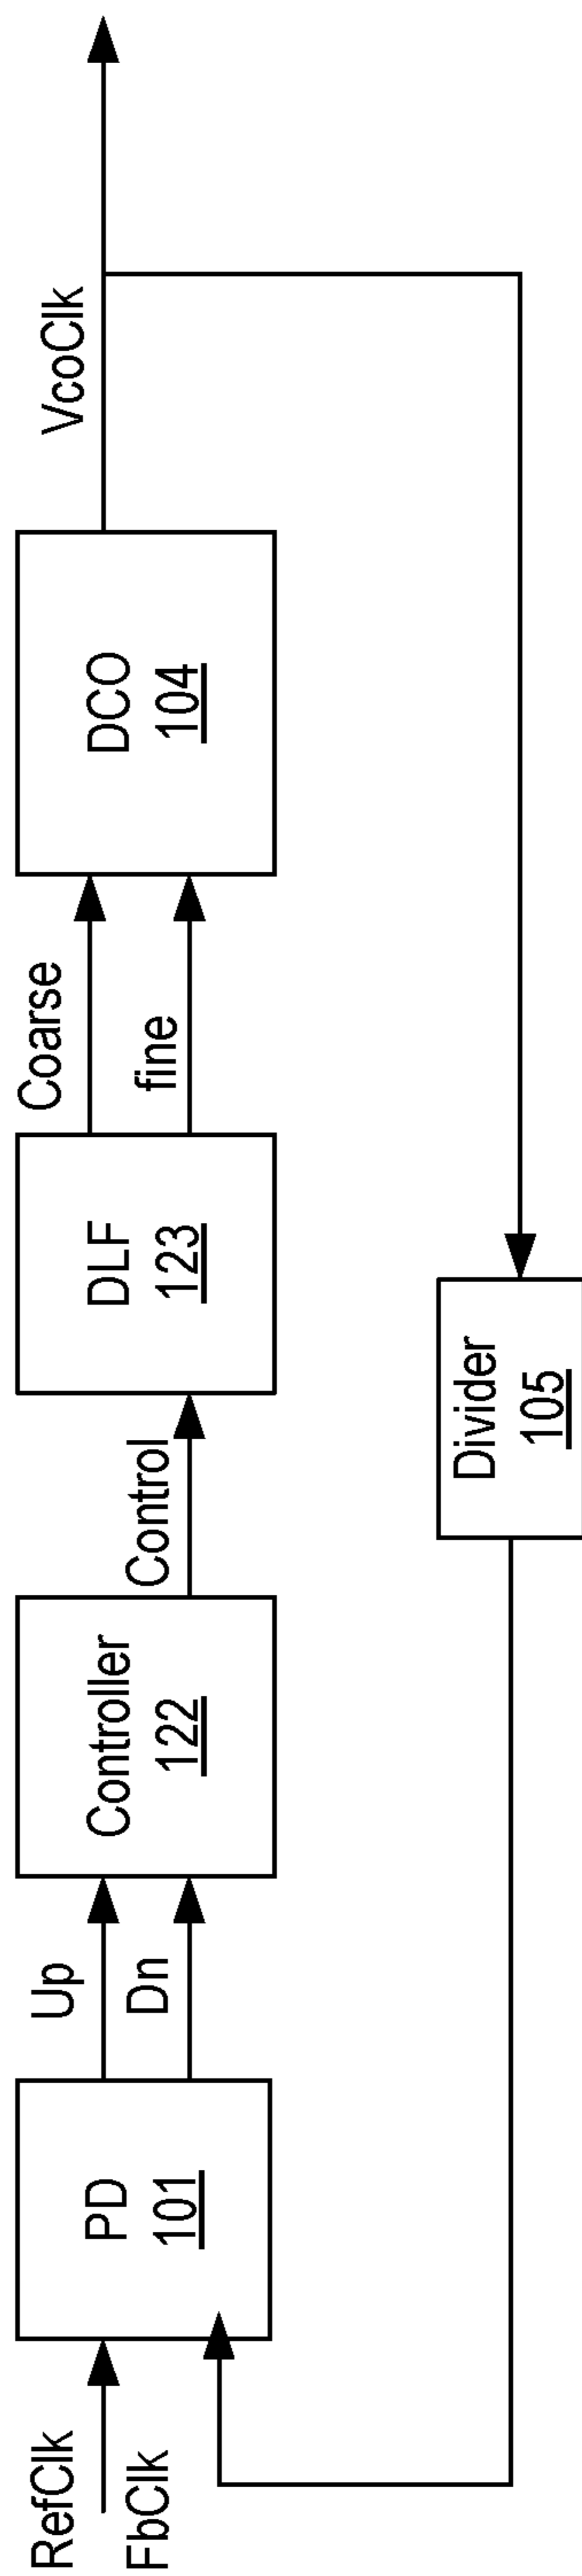 RefClk
FbClk
PD
101
Up
Dn
Controller
122
Control
DLF
123
Coarse
fine
DCO
104
VcoClk
Divider
105